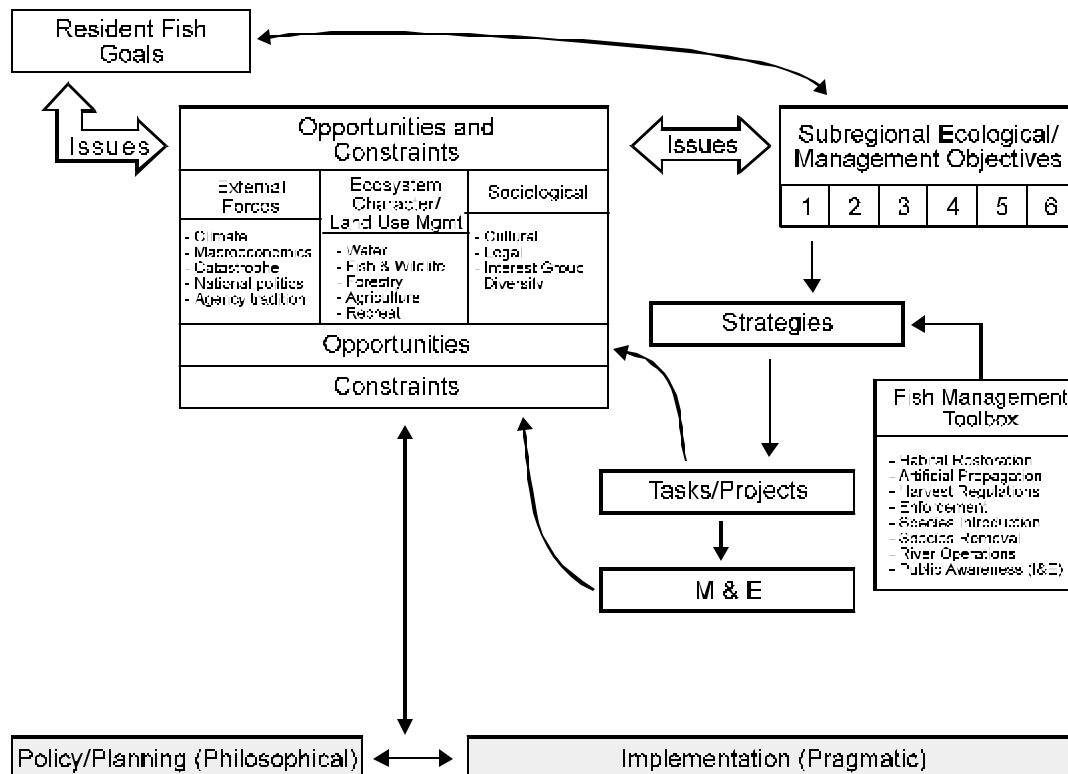 Resident Fish
Goals
Issues
Opportunities and
Constraints
External
Forces
- Climate
- Macroeconomics
- Catastrophe
- National politics
- Agency tradition
Ecosystem
Character/
Land Use Mgmt
- Water
- Fish & Wildlife
- Forestry
- Agriculture
- Recreat
Sociological
- Cultural
- Legal
- Interest Group
Diversity
Opportunities
Constraints
Issues
Subregional Ecological/
Management Objectives
1 2 3 4 5 6
Strategies
Fish Management
Toolbox
- Habitat Restoration
- Artificial Propagation
- Harvest Regulations
- Enforcement
- Species Introduction
- Species Removal
- River Operations
- Public Awareness (I&E)
Tasks/Projects
M & E
Policy/Planning (Philosophical)
Implementation (Pragmatic)